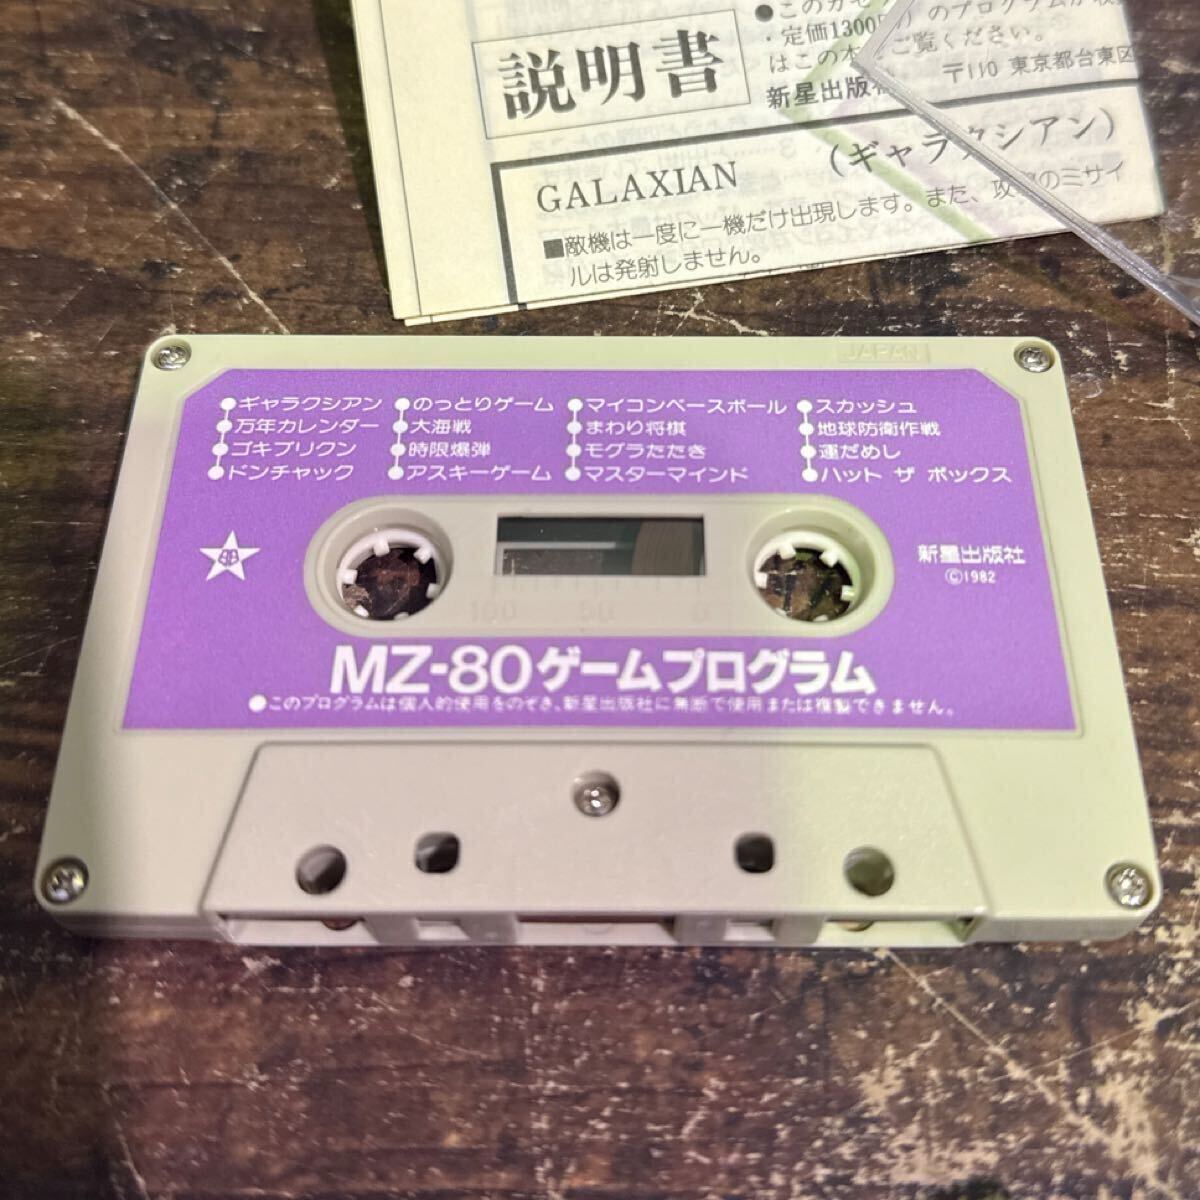 説明書
●このカセ
・定価1300円)のプログラムが収
はこの本 ご覧ください。
〒110 東京都台東区
新星出版社
GALAXIAN (ギャラクシアン)
■敵機は一度に一機だけ出現します。また、攻撃のミサイ
ルは発射しません。
JAPAN
●ギャラクシアン ●のっとりゲーム ●マイコンベースボール ●スカッシュ
●万年カレンダー ●大海戦 ●まわり将棋 ●地球防衛作戦
●ゴキブリクン ●時限爆弾 ●モグラたたき ●運だめし
●ドンチャック ●アスキーゲーム ●マスターマインド ●ハット ザ ボックス
新星出版社
©1982
100 50 0
MZ-80ゲームプログラム
●このプログラムは個人的使用をのぞき、新星出版社に無断で使用または複製できません。